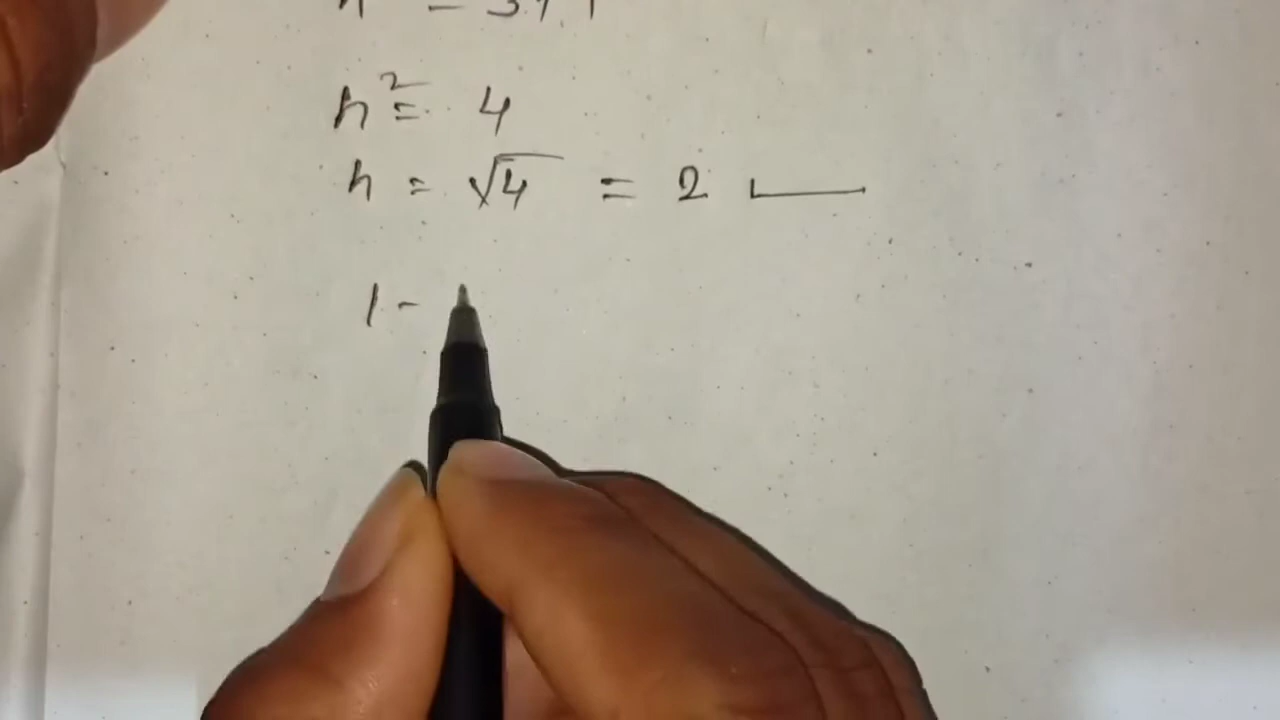 h² = 4
h = √4 = 2
1 -